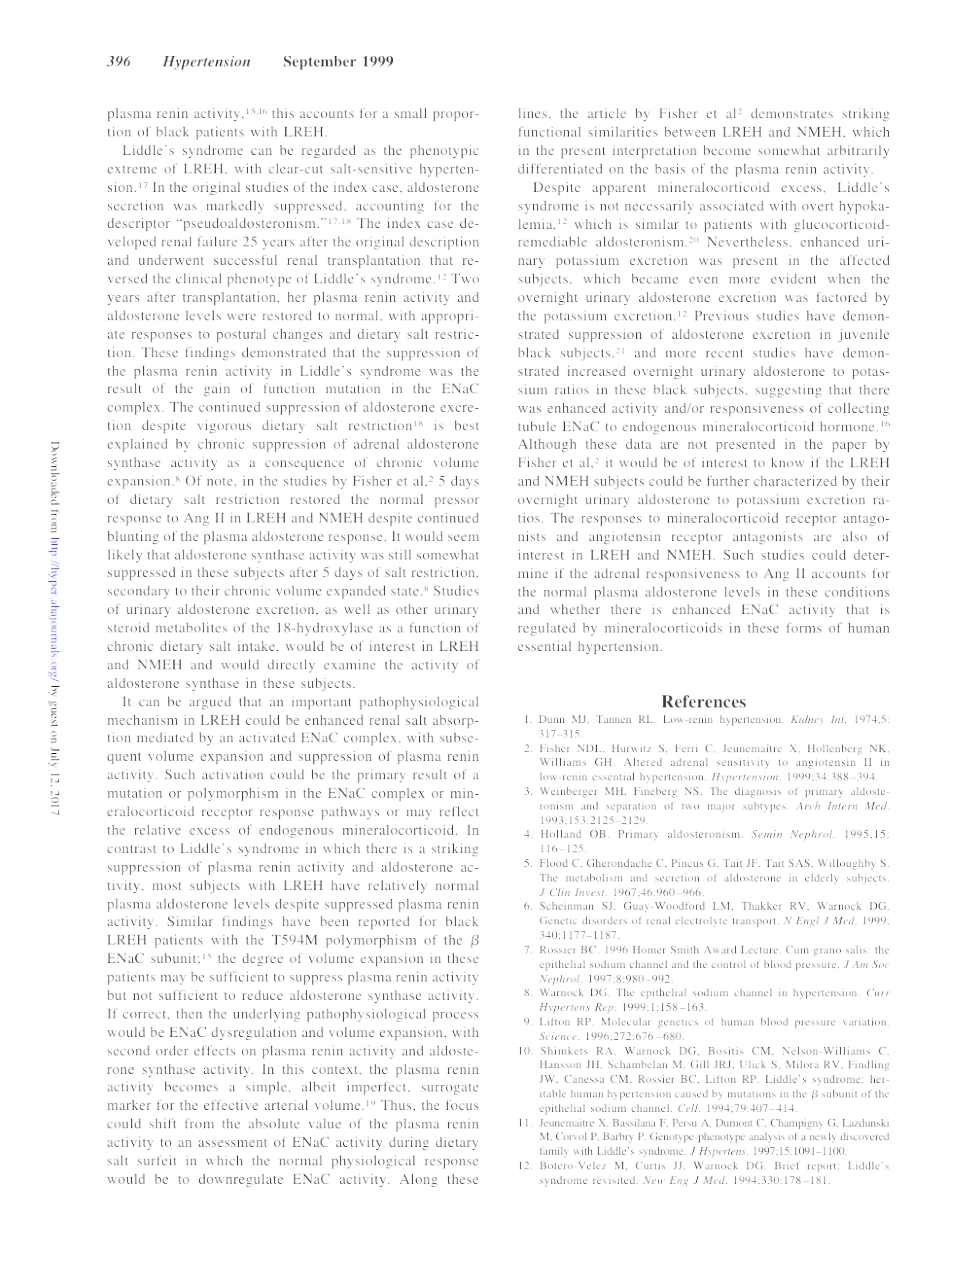 396 Hypertension September 1999
plasma renin activity,15,16 this accounts for a small propor-
tion of black patients with LREH.
Liddle's syndrome can be regarded as the phenotypic
extreme of LREH, with clear-cut salt-sensitive hyperten-
sion.17 In the original studies of the index case, aldosterone
secretion was markedly suppressed, accounting for the
descriptor “pseudoaldosteronism.”17,18 The index case de-
veloped renal failure 25 years after the original description
and underwent successful renal transplantation that re-
versed the clinical phenotype of Liddle's syndrome.12 Two
years after transplantation, her plasma renin activity and
aldosterone levels were restored to normal, with appropri-
ate responses to postural changes and dietary salt restric-
tion. These findings demonstrated that the suppression of
the plasma renin activity in Liddle's syndrome was the
result of the gain of function mutation in the ENaC
complex. The continued suppression of aldosterone excre-
tion despite vigorous dietary salt restriction18 is best
explained by chronic suppression of adrenal aldosterone
synthase activity as a consequence of chronic volume
expansion.8 Of note, in the studies by Fisher et al,2 5 days
of dietary salt restriction restored the normal pressor
response to Ang II in LREH and NMEH despite continued
blunting of the plasma aldosterone response. It would seem
likely that aldosterone synthase activity was still somewhat
suppressed in these subjects after 5 days of salt restriction,
secondary to their chronic volume expanded state.8 Studies
of urinary aldosterone excretion, as well as other urinary
steroid metabolites of the 18-hydroxylase as a function of
chronic dietary salt intake, would be of interest in LREH
and NMEH and would directly examine the activity of
aldosterone synthase in these subjects.
It can be argued that an important pathophysiological
mechanism in LREH could be enhanced renal salt absorp-
tion mediated by an activated ENaC complex, with subse-
quent volume expansion and suppression of plasma renin
activity. Such activation could be the primary result of a
mutation or polymorphism in the ENaC complex or min-
eralocorticoid receptor response pathways or may reflect
the relative excess of endogenous mineralocorticoid. In
contrast to Liddle's syndrome in which there is a striking
suppression of plasma renin activity and aldosterone ac-
tivity, most subjects with LREH have relatively normal
plasma aldosterone levels despite suppressed plasma renin
activity. Similar findings have been reported for black
LREH patients with the T594M polymorphism of the β
ENaC subunit;15 the degree of volume expansion in these
patients may be sufficient to suppress plasma renin activity
but not sufficient to reduce aldosterone synthase activity.
If correct, then the underlying pathophysiological process
would be ENaC dysregulation and volume expansion, with
second order effects on plasma renin activity and aldoste-
rone synthase activity. In this context, the plasma renin
activity becomes a simple, albeit imperfect, surrogate
marker for the effective arterial volume.19 Thus, the focus
could shift from the absolute value of the plasma renin
activity to an assessment of ENaC activity during dietary
salt surfeit in which the normal physiological response
would be to downregulate ENaC activity. Along these
lines, the article by Fisher et al2 demonstrates striking
functional similarities between LREH and NMEH, which
in the present interpretation become somewhat arbitrarily
differentiated on the basis of the plasma renin activity.
Despite apparent mineralocorticoid excess, Liddle's
syndrome is not necessarily associated with overt hypoka-
lemia,12 which is similar to patients with glucocorticoid-
remediable aldosteronism.20 Nevertheless, enhanced uri-
nary potassium excretion was present in the affected
subjects, which became even more evident when the
overnight urinary aldosterone excretion was factored by
the potassium excretion.12 Previous studies have demon-
strated suppression of aldosterone excretion in juvenile
black subjects,21 and more recent studies have demon-
strated increased overnight urinary aldosterone to potas-
sium ratios in these black subjects, suggesting that there
was enhanced activity and/or responsiveness of collecting
tubule ENaC to endogenous mineralocorticoid hormone.16
Although these data are not presented in the paper by
Fisher et al,2 it would be of interest to know if the LREH
and NMEH subjects could be further characterized by their
overnight urinary aldosterone to potassium excretion ra-
tios. The responses to mineralocorticoid receptor antago-
nists and angiotensin receptor antagonists are also of
interest in LREH and NMEH. Such studies could deter-
mine if the adrenal responsiveness to Ang II accounts for
the normal plasma aldosterone levels in these conditions
and whether there is enhanced ENaC activity that is
regulated by mineralocorticoids in these forms of human
essential hypertension.
References
1. Dunn MJ, Tannen RL. Low-renin hypertension. Kidney Int. 1974;5:
317–315.
2. Fisher NDL, Hurwitz S, Ferri C, Jeunemaitre X, Hollenberg NK,
Williams GH. Altered adrenal sensitivity to angiotensin II in
low-renin essential hypertension. Hypertension. 1999;34:388–394.
3. Weinberger MH, Fineberg NS. The diagnosis of primary aldoste-
ronism and separation of two major subtypes. Arch Intern Med.
1993;153:2125–2129.
4. Holland OB. Primary aldosteronism. Semin Nephrol. 1995;15:
116–125.
5. Flood C, Gherondache C, Pincus G, Tait JF, Tait SAS, Willoughby S.
The metabolism and secretion of aldosterone in elderly subjects.
J Clin Invest. 1967;46:960–966.
6. Scheinman SJ, Guay-Woodford LM, Thakker RV, Warnock DG.
Genetic disorders of renal electrolyte transport. N Engl J Med. 1999;
340:1177–1187.
7. Rossier BC. 1996 Homer Smith Award Lecture. Cum grano salis: the
epithelial sodium channel and the control of blood pressure. J Am Soc
Nephrol. 1997;8:980–992.
8. Warnock DG. The epithelial sodium channel in hypertension. Curr
Hypertens Rep. 1999;1:158–163.
9. Lifton RP. Molecular genetics of human blood pressure variation.
Science. 1996;272:676–680.
10. Shimkets RA, Warnock DG, Bositis CM, Nelson-Williams C,
Hansson JH, Schambelan M, Gill JRJ, Ulick S, Milora RV, Findling
JW, Canessa CM, Rossier BC, Lifton RP. Liddle's syndrome: her-
itable human hypertension caused by mutations in the β subunit of the
epithelial sodium channel. Cell. 1994;79:407–414.
11. Jeunemaitre X, Bassilana F, Persu A, Dumont C, Champigny G, Lazdunski
M, Corvol P, Barbry P. Genotype-phenotype analysis of a newly discovered
family with Liddle's syndrome. J Hypertens. 1997;15:1091–1100.
12. Botero-Velez M, Curtis JJ, Warnock DG. Brief report: Liddle's
syndrome revisited. New Eng J Med. 1994;330:178–181.
Downloaded from http://hyper.ahajournals.org/ by guest on July 12, 2017